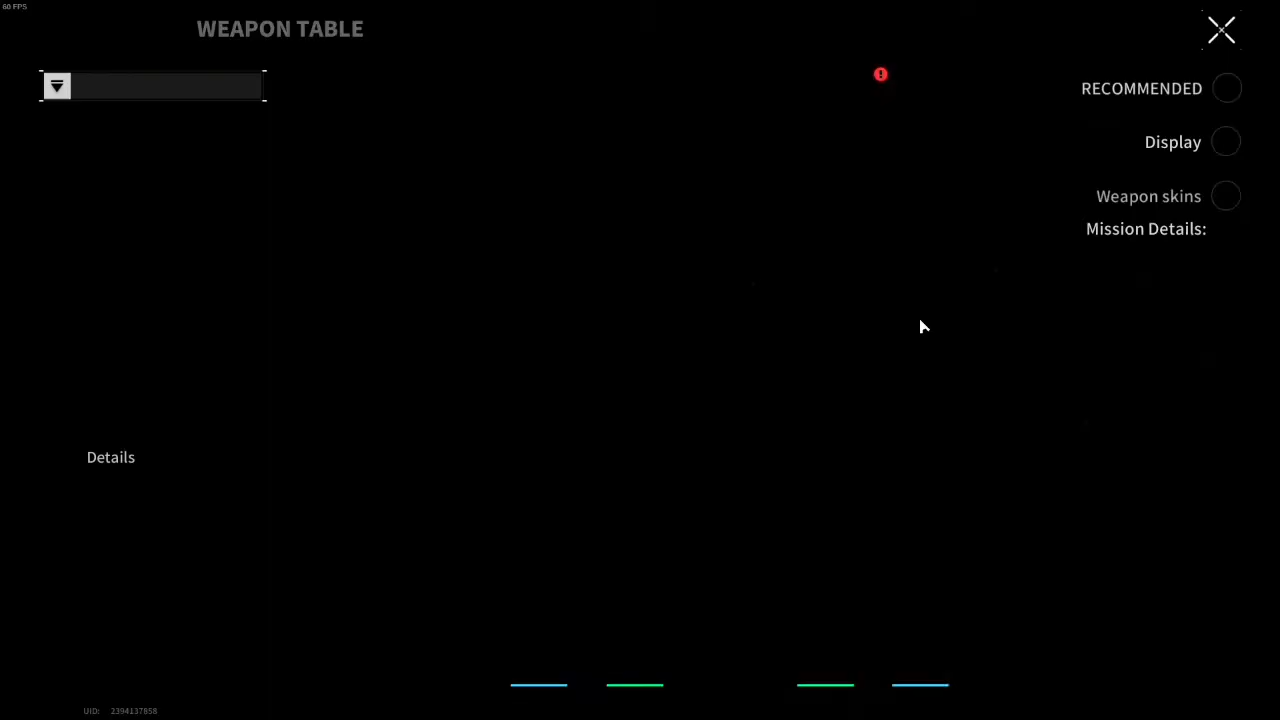 60 FPS
WEAPON TABLE
RECOMMENDED
Display
Weapon skins
Mission Details:
Details
UID: 2394137858